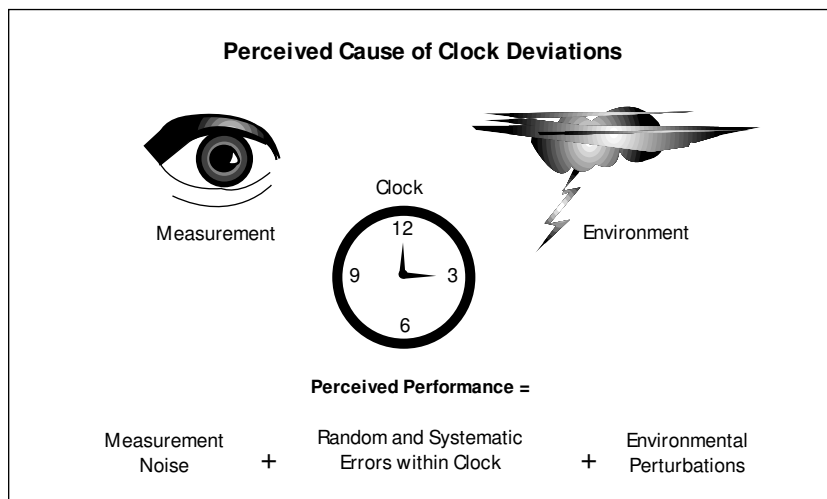 Perceived Cause of Clock Deviations
Clock
Measurement
Environment
12
9
3
6
Perceived Performance =
Measurement
Noise
+
Random and Systematic
Errors within Clock
+
Environmental
Perturbations